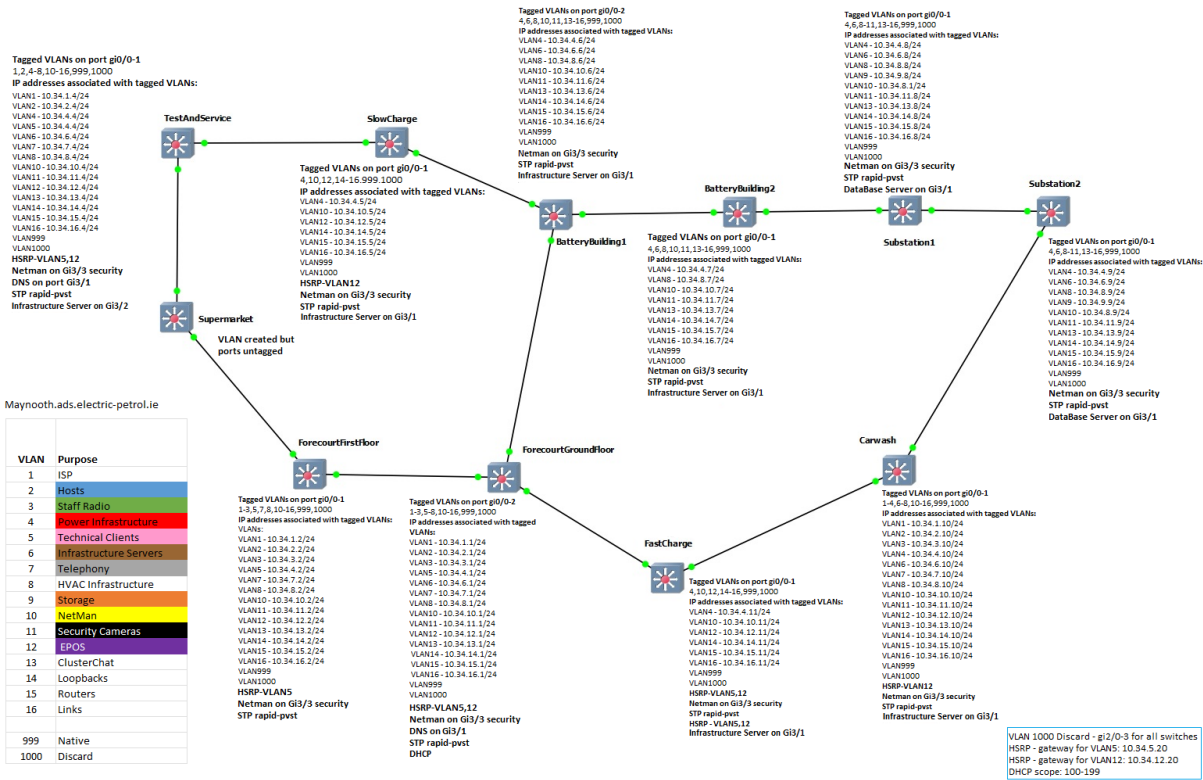 Tagged VLANs on port gi0/0-1
1,2,4-8,10-16,999,1000
IP addresses associated with tagged VLANs:
VLAN1 - 10.34.1.4/24
VLAN2 - 10.34.2.4/24
VLAN4 - 10.34.4.4/24
VLAN5 - 10.34.4.4/24
VLAN6 - 10.34.6.4/24
VLAN7 - 10.34.7.4/24
VLAN8 - 10.34.8.4/24
VLAN10 - 10.34.10.4/24
VLAN11 - 10.34.11.4/24
VLAN12 - 10.34.12.4/24
VLAN13 - 10.34.13.4/24
VLAN14 - 10.34.14.4/24
VLAN15 - 10.34.15.4/24
VLAN16 - 10.34.16.4/24
VLAN999
VLAN1000
HSRP-VLAN5,12
Netman on Gi3/3 security
DNS on port Gi3/1
STP rapid-pvst
Infrastructure Server on Gi3/2
TestAndService
SlowCharge
Tagged VLANs on port gi0/0-1
4,10,12,14-16.999.1000
IP addresses associated with tagged VLANs:
VLAN4 - 10.34.4.5/24
VLAN10 - 10.34.10.5/24
VLAN12 - 10.34.12.5/24
VLAN14 - 10.34.14.5/24
VLAN15 - 10.34.15.5/24
VLAN16 - 10.34.16.5/24
VLAN999
VLAN1000
HSRP-VLAN12
Netman on Gi3/3 security
STP rapid-pvst
Infrastructure Server on Gi3/1
Tagged VLANs on port gi0/0-2
4,6,8,10,11,13-16,999,1000
IP addresses associated with tagged VLANs:
VLAN4 - 10.34.4.6/24
VLAN6 - 10.34.6.6/24
VLAN8 - 10.34.8.6/24
VLAN10 - 10.34.10.6/24
VLAN11 - 10.34.11.6/24
VLAN13 - 10.34.13.6/24
VLAN14 - 10.34.14.6/24
VLAN15 - 10.34.15.6/24
VLAN16 - 10.34.16.6/24
VLAN999
VLAN1000
Netman on Gi3/3 security
STP rapid-pvst
Infrastructure Server on Gi3/1
BatteryBuilding1
BatteryBuilding2
Tagged VLANs on port gi0/0-1
4,6,8,10,11,13-16,999,1000
IP addresses associated with tagged VLANs:
VLAN4 - 10.34.4.7/24
VLAN8 - 10.34.8.7/24
VLAN10 - 10.34.10.7/24
VLAN11 - 10.34.11.7/24
VLAN13 - 10.34.13.7/24
VLAN14 - 10.34.14.7/24
VLAN15 - 10.34.15.7/24
VLAN16 - 10.34.16.7/24
VLAN999
VLAN1000
Netman on Gi3/3 security
STP rapid-pvst
Infrastructure Server on Gi3/1
Tagged VLANs on port gi0/0-1
4,6,8-11,13-16,999,1000
IP addresses associated with tagged VLANs:
VLAN4 - 10.34.4.8/24
VLAN6 - 10.34.6.8/24
VLAN8 - 10.34.8.8/24
VLAN9 - 10.34.9.8/24
VLAN10 - 10.34.8.1/24
VLAN11 - 10.34.11.8/24
VLAN13 - 10.34.13.8/24
VLAN14 - 10.34.14.8/24
VLAN15 - 10.34.15.8/24
VLAN16 - 10.34.16.8/24
VLAN999
VLAN1000
Netman on Gi3/3 security
STP rapid-pvst
DataBase Server on Gi3/1
Substation1
Substation2
Tagged VLANs on port gi0/0-1
4,6,8-11,13-16,999,1000
IP addresses associated with tagged VLANs:
VLAN4 - 10.34.4.9/24
VLAN6 - 10.34.6.9/24
VLAN8 - 10.34.8.9/24
VLAN9 - 10.34.9.9/24
VLAN10 - 10.34.8.9/24
VLAN11 - 10.34.11.9/24
VLAN13 - 10.34.13.9/24
VLAN14 - 10.34.14.9/24
VLAN15 - 10.34.15.9/24
VLAN16 - 10.34.16.9/24
VLAN999
VLAN1000
Netman on Gi3/3 security
STP rapid-pvst
DataBase Server on Gi3/1
Supermarket
VLAN created but
ports untagged
Maynooth.ads.electric-petrol.ie
VLAN Purpose
1 ISP
2 Hosts
3 Staff Radio
4 Power Infrastructure
5 Technical Clients
6 Infrastructure Servers
7 Telephony
8 HVAC Infrastructure
9 Storage
10 NetMan
11 Security Cameras
12 EPOS
13 ClusterChat
14 Loopbacks
15 Routers
16 Links
999 Native
1000 Discard
ForecourtFirstFloor
Tagged VLANs on port gi0/0-1
1-3,5,7,8,10-16,999,1000
IP addresses associated with tagged VLANs:
VLANs:
VLAN1 - 10.34.1.2/24
VLAN2 - 10.34.2.2/24
VLAN3 - 10.34.3.2/24
VLAN5 - 10.34.4.2/24
VLAN7 - 10.34.7.2/24
VLAN8 - 10.34.8.2/24
VLAN10 - 10.34.10.2/24
VLAN11 - 10.34.11.2/24
VLAN12 - 10.34.12.2/24
VLAN13 - 10.34.13.2/24
VLAN14 - 10.34.14.2/24
VLAN15 - 10.34.15.2/24
VLAN16 - 10.34.16.2/24
VLAN999
VLAN1000
HSRP-VLAN5
Netman on Gi3/3 security
STP rapid-pvst
ForecourtGroundFloor
Tagged VLANs on port gi0/0-2
1-3,5-8,10-16,999,1000
IP addresses associated with tagged
VLANs:
VLAN1 - 10.34.1.1/24
VLAN2 - 10.34.2.1/24
VLAN3 - 10.34.3.1/24
VLAN5 - 10.34.4.1/24
VLAN6 - 10.34.6.1/24
VLAN7 - 10.34.7.1/24
VLAN8 - 10.34.8.1/24
VLAN10 - 10.34.10.1/24
VLAN11 - 10.34.11.1/24
VLAN12 - 10.34.12.1/24
VLAN13 - 10.34.13.1/24
VLAN14 - 10.34.14.1/24
VLAN15 - 10.34.15.1/24
VLAN16 - 10.34.16.1/24
VLAN999
VLAN1000
HSRP-VLAN5,12
Netman on Gi3/3 security
DNS on Gi3/1
STP rapid-pvst
DHCP
FastCharge
Tagged VLANs on port gi0/0-1
4,10,12,14-16,999,1000
IP addresses associated with tagged VLANs:
VLAN4 - 10.34.4.11/24
VLAN10 - 10.34.10.11/24
VLAN12 - 10.34.12.11/24
VLAN14 - 10.34.14.11/24
VLAN15 - 10.34.15.11/24
VLAN16 - 10.34.16.11/24
VLAN999
VLAN1000
HSRP-VLAN5,12
Netman on Gi3/3 security
STP rapid-pvst
HSRP - VLAN5,12
Infrastructure Server on Gi3/1
Carwash
Tagged VLANs on port gi0/0-1
1-4,6-8,10-16,999,1000
IP addresses associated with tagged VLANs:
VLAN1 - 10.34.1.10/24
VLAN2 - 10.34.2.10/24
VLAN3 - 10.34.3.10/24
VLAN4 - 10.34.4.10/24
VLAN6 - 10.34.6.10/24
VLAN7 - 10.34.7.10/24
VLAN8 - 10.34.8.10/24
VLAN10 - 10.34.10.10/24
VLAN11 - 10.34.11.10/24
VLAN12 - 10.34.12.10/24
VLAN13 - 10.34.13.10/24
VLAN14 - 10.34.14.10/24
VLAN15 - 10.34.15.10/24
VLAN16 - 10.34.16.10/24
VLAN999
VLAN1000
HSRP-VLAN12
Netman on Gi3/3 security
STP rapid-pvst
Infrastructure Server on Gi3/1
VLAN 1000 Discard - gi2/0-3 for all switches
HSRP - gateway for VLAN5: 10.34.5.20
HSRP - gateway for VLAN12: 10.34.12.20
DHCP scope: 100-199